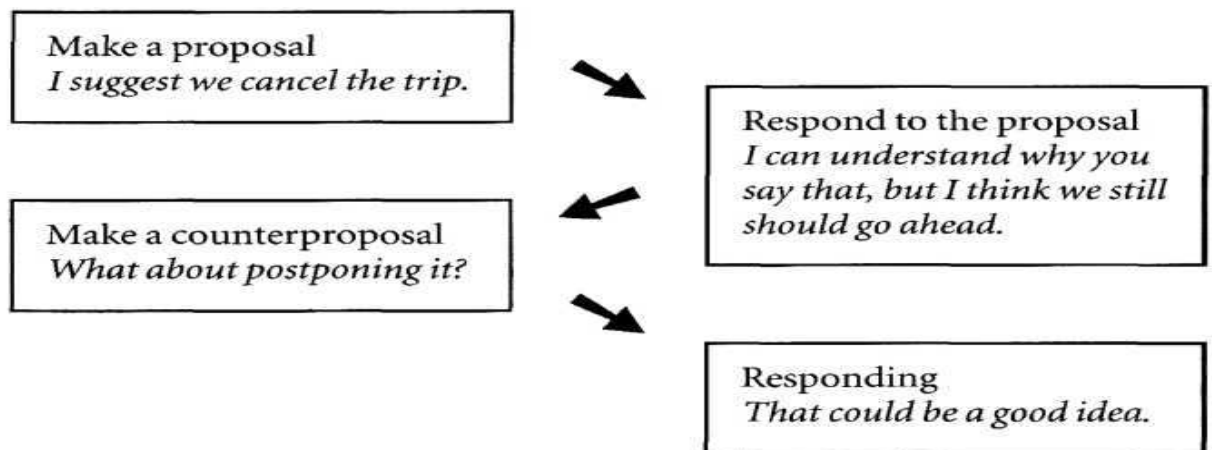 Make a proposal
I suggest we cancel the trip.
Respond to the proposal
I can understand why you
say that, but I think we still
should go ahead.
Make a counterproposal
What about postponing it?
Responding
That could be a good idea.